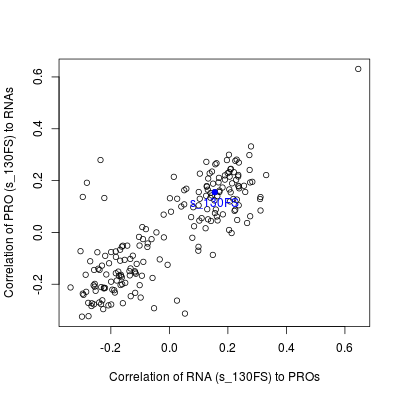 0.6
0.4
0.2
0.0
-0.2
Correlation of PRO (s_130FS) to RNAs
s_130FS
-0.2 0.0 0.2 0.4 0.6
Correlation of RNA (s_130FS) to PROs